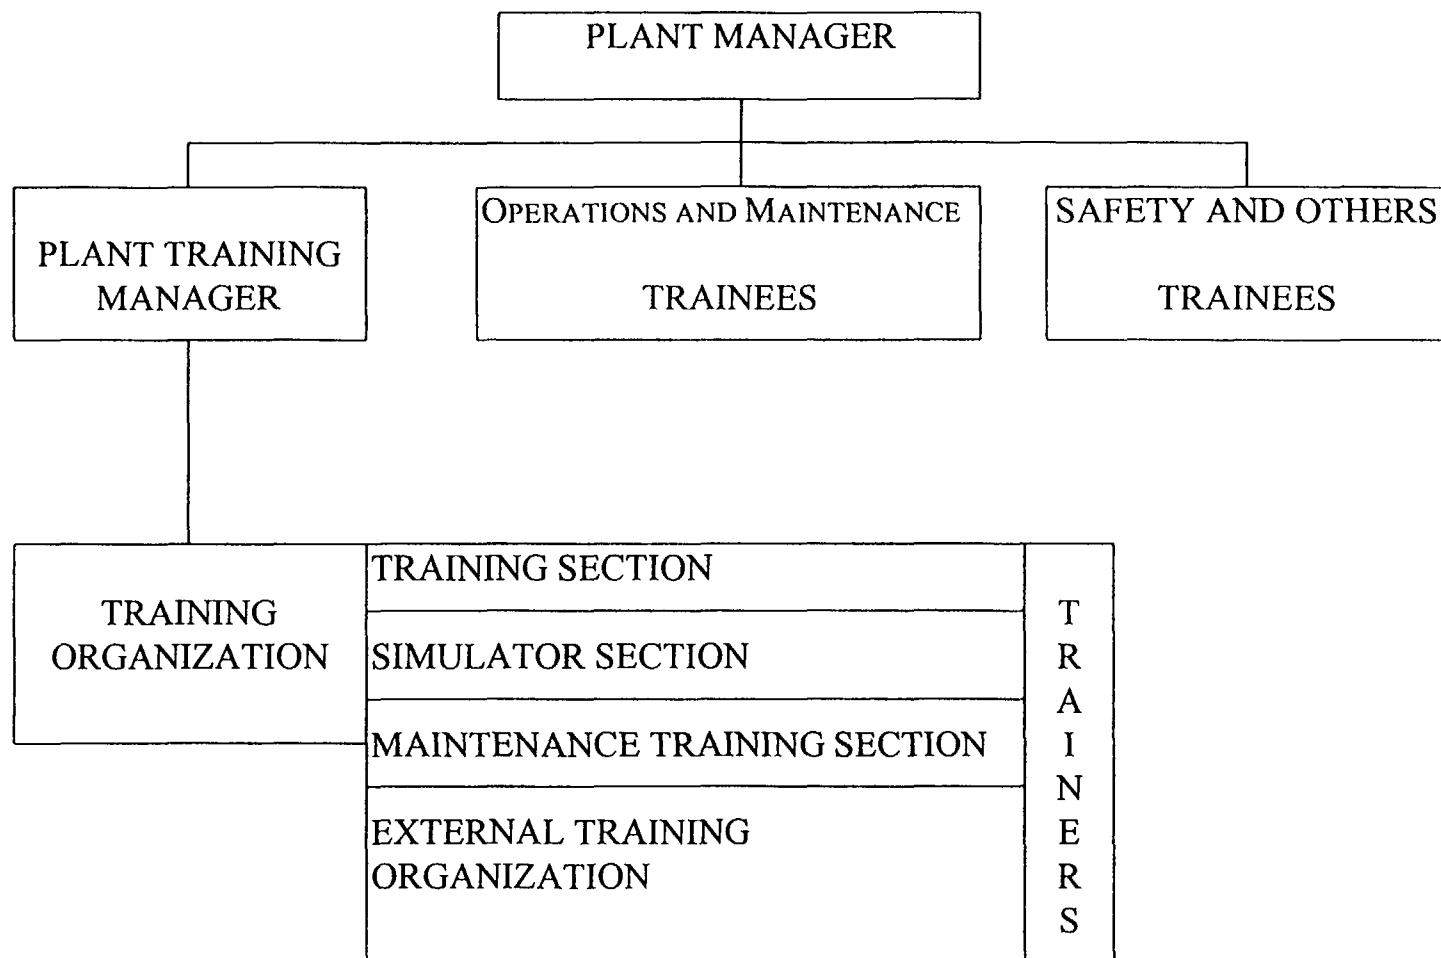 PLANT MANAGER
PLANT TRAINING
MANAGER
OPERATIONS AND MAINTENANCE
TRAINEES
SAFETY AND OTHERS
TRAINEES
TRAINING
ORGANIZATION
TRAINING SECTION
SIMULATOR SECTION
MAINTENANCE TRAINING SECTION
EXTERNAL TRAINING
ORGANIZATION
T
R
A
I
N
E
R
S